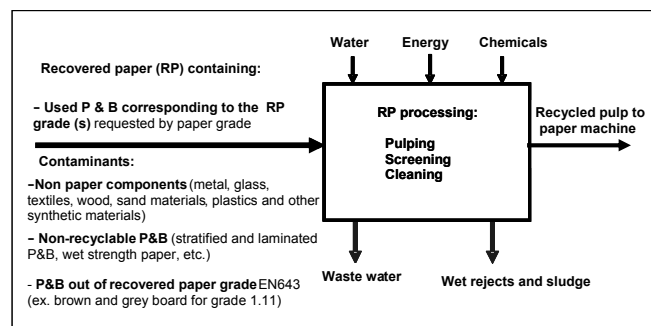 Water
Energy
Chemicals
Recovered paper (RP) containing:
– Used P & B corresponding to the RP
grade (s) requested by paper grade
Contaminants:
–Non paper components (metal, glass,
textiles, wood, sand materials, plastics and other
synthetic materials)
– Non-recyclable P&B (stratified and laminated
P&B, wet strength paper, etc.)
- P&B out of recovered paper grade EN643
(ex. brown and grey board for grade 1.11)
RP processing:
Pulping
Screening
Cleaning
Recycled pulp to
paper machine
Waste water
Wet rejects and sludge